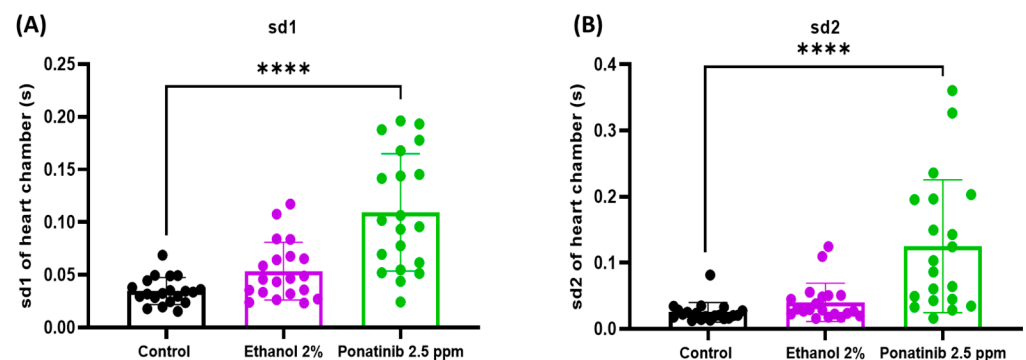 (A)
sd1
****
sd1 of heart chamber (s)
0.25
0.20
0.15
0.10
0.05
0.00
Control
Ethanol 2%
Ponatinib 2.5 ppm
(B)
sd2
****
sd2 of heart chamber (s)
0.4
0.3
0.2
0.1
0.0
Control
Ethanol 2%
Ponatinib 2.5 ppm